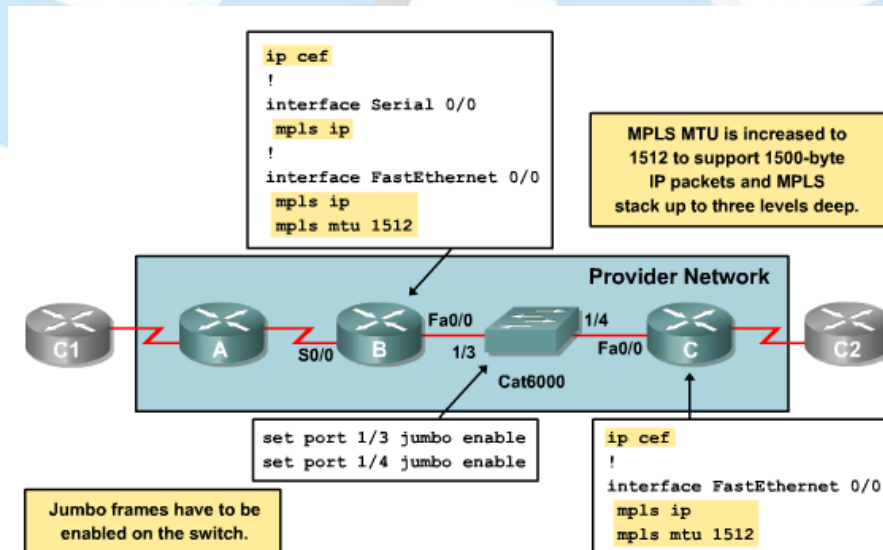 ip cef
!
interface Serial 0/0
mpls ip
!
interface FastEthernet 0/0
mpls ip
mpls mtu 1512
MPLS MTU is increased to
1512 to support 1500-byte
IP packets and MPLS
stack up to three levels deep.
Provider Network
C1
A
S0/0
B
Fa0/0
1/3
Cat6000
1/4
Fa0/0
C
C2
set port 1/3 jumbo enable
set port 1/4 jumbo enable
Jumbo frames have to be
enabled on the switch.
ip cef
!
interface FastEthernet 0/0
mpls ip
mpls mtu 1512